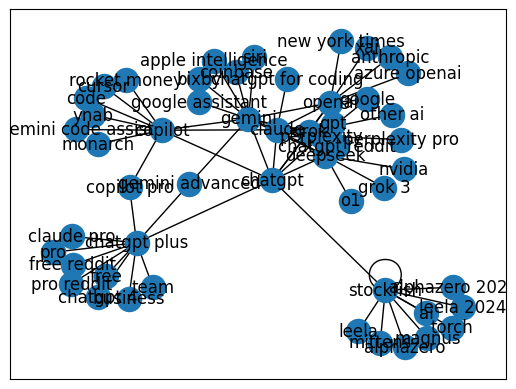 new york times
xai
anthropic
apple intelligence
siri
bixby
coinbase
azure openai
rocket money
chatgpt for coding
cursor
code
google assistant
openai
google
ynab
gemini
gpt
other ai
gemini code assist
copilot
claude
grok
perplexity
perplexity pro
monarch
chatgpt reddit
deepseek
nvidia
copilot pro
gemini advanced
chatgpt
grok 3
o1
claude pro
chatgpt plus
pro
free reddit
free
pro reddit
team
chatgpt 4
business
stockfish
alphazero 202
leela 2024
ai
torch
leela
mittens
magnus
alphazero